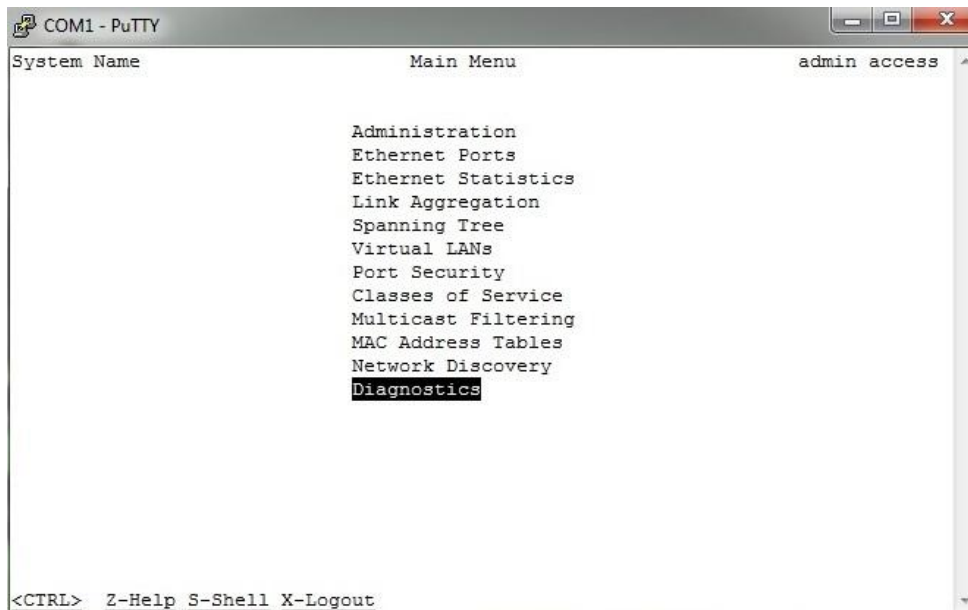 COM1 - PuTTY
System Name Main Menu admin access
Administration
Ethernet Ports
Ethernet Statistics
Link Aggregation
Spanning Tree
Virtual LANs
Port Security
Classes of Service
Multicast Filtering
MAC Address Tables
Network Discovery
Diagnostics
<CTRL> Z-Help S-Shell X-Logout